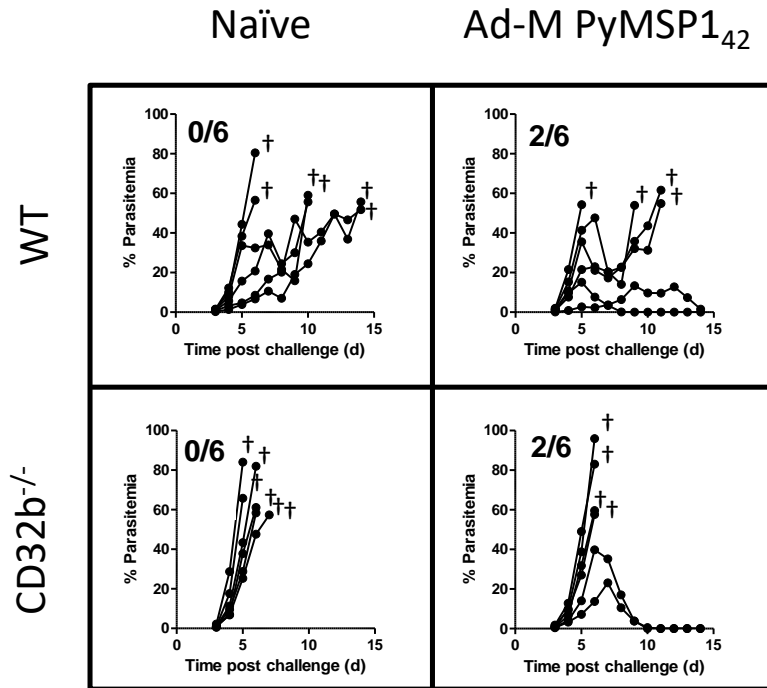 Naïve Ad-M PyMSP1₄₂
WT
0/6
† † † † † †
% Parasitemia
100
80
60
40
20
0
0 5 10 15
Time post challenge (d)
2/6
† † † †
% Parasitemia
100
80
60
40
20
0
0 5 10 15
Time post challenge (d)
CD32b⁻/⁻
0/6
† † † † † †
% Parasitemia
100
80
60
40
20
0
0 5 10 15
Time post challenge (d)
2/6
† † † †
% Parasitemia
100
80
60
40
20
0
0 5 10 15
Time post challenge (d)